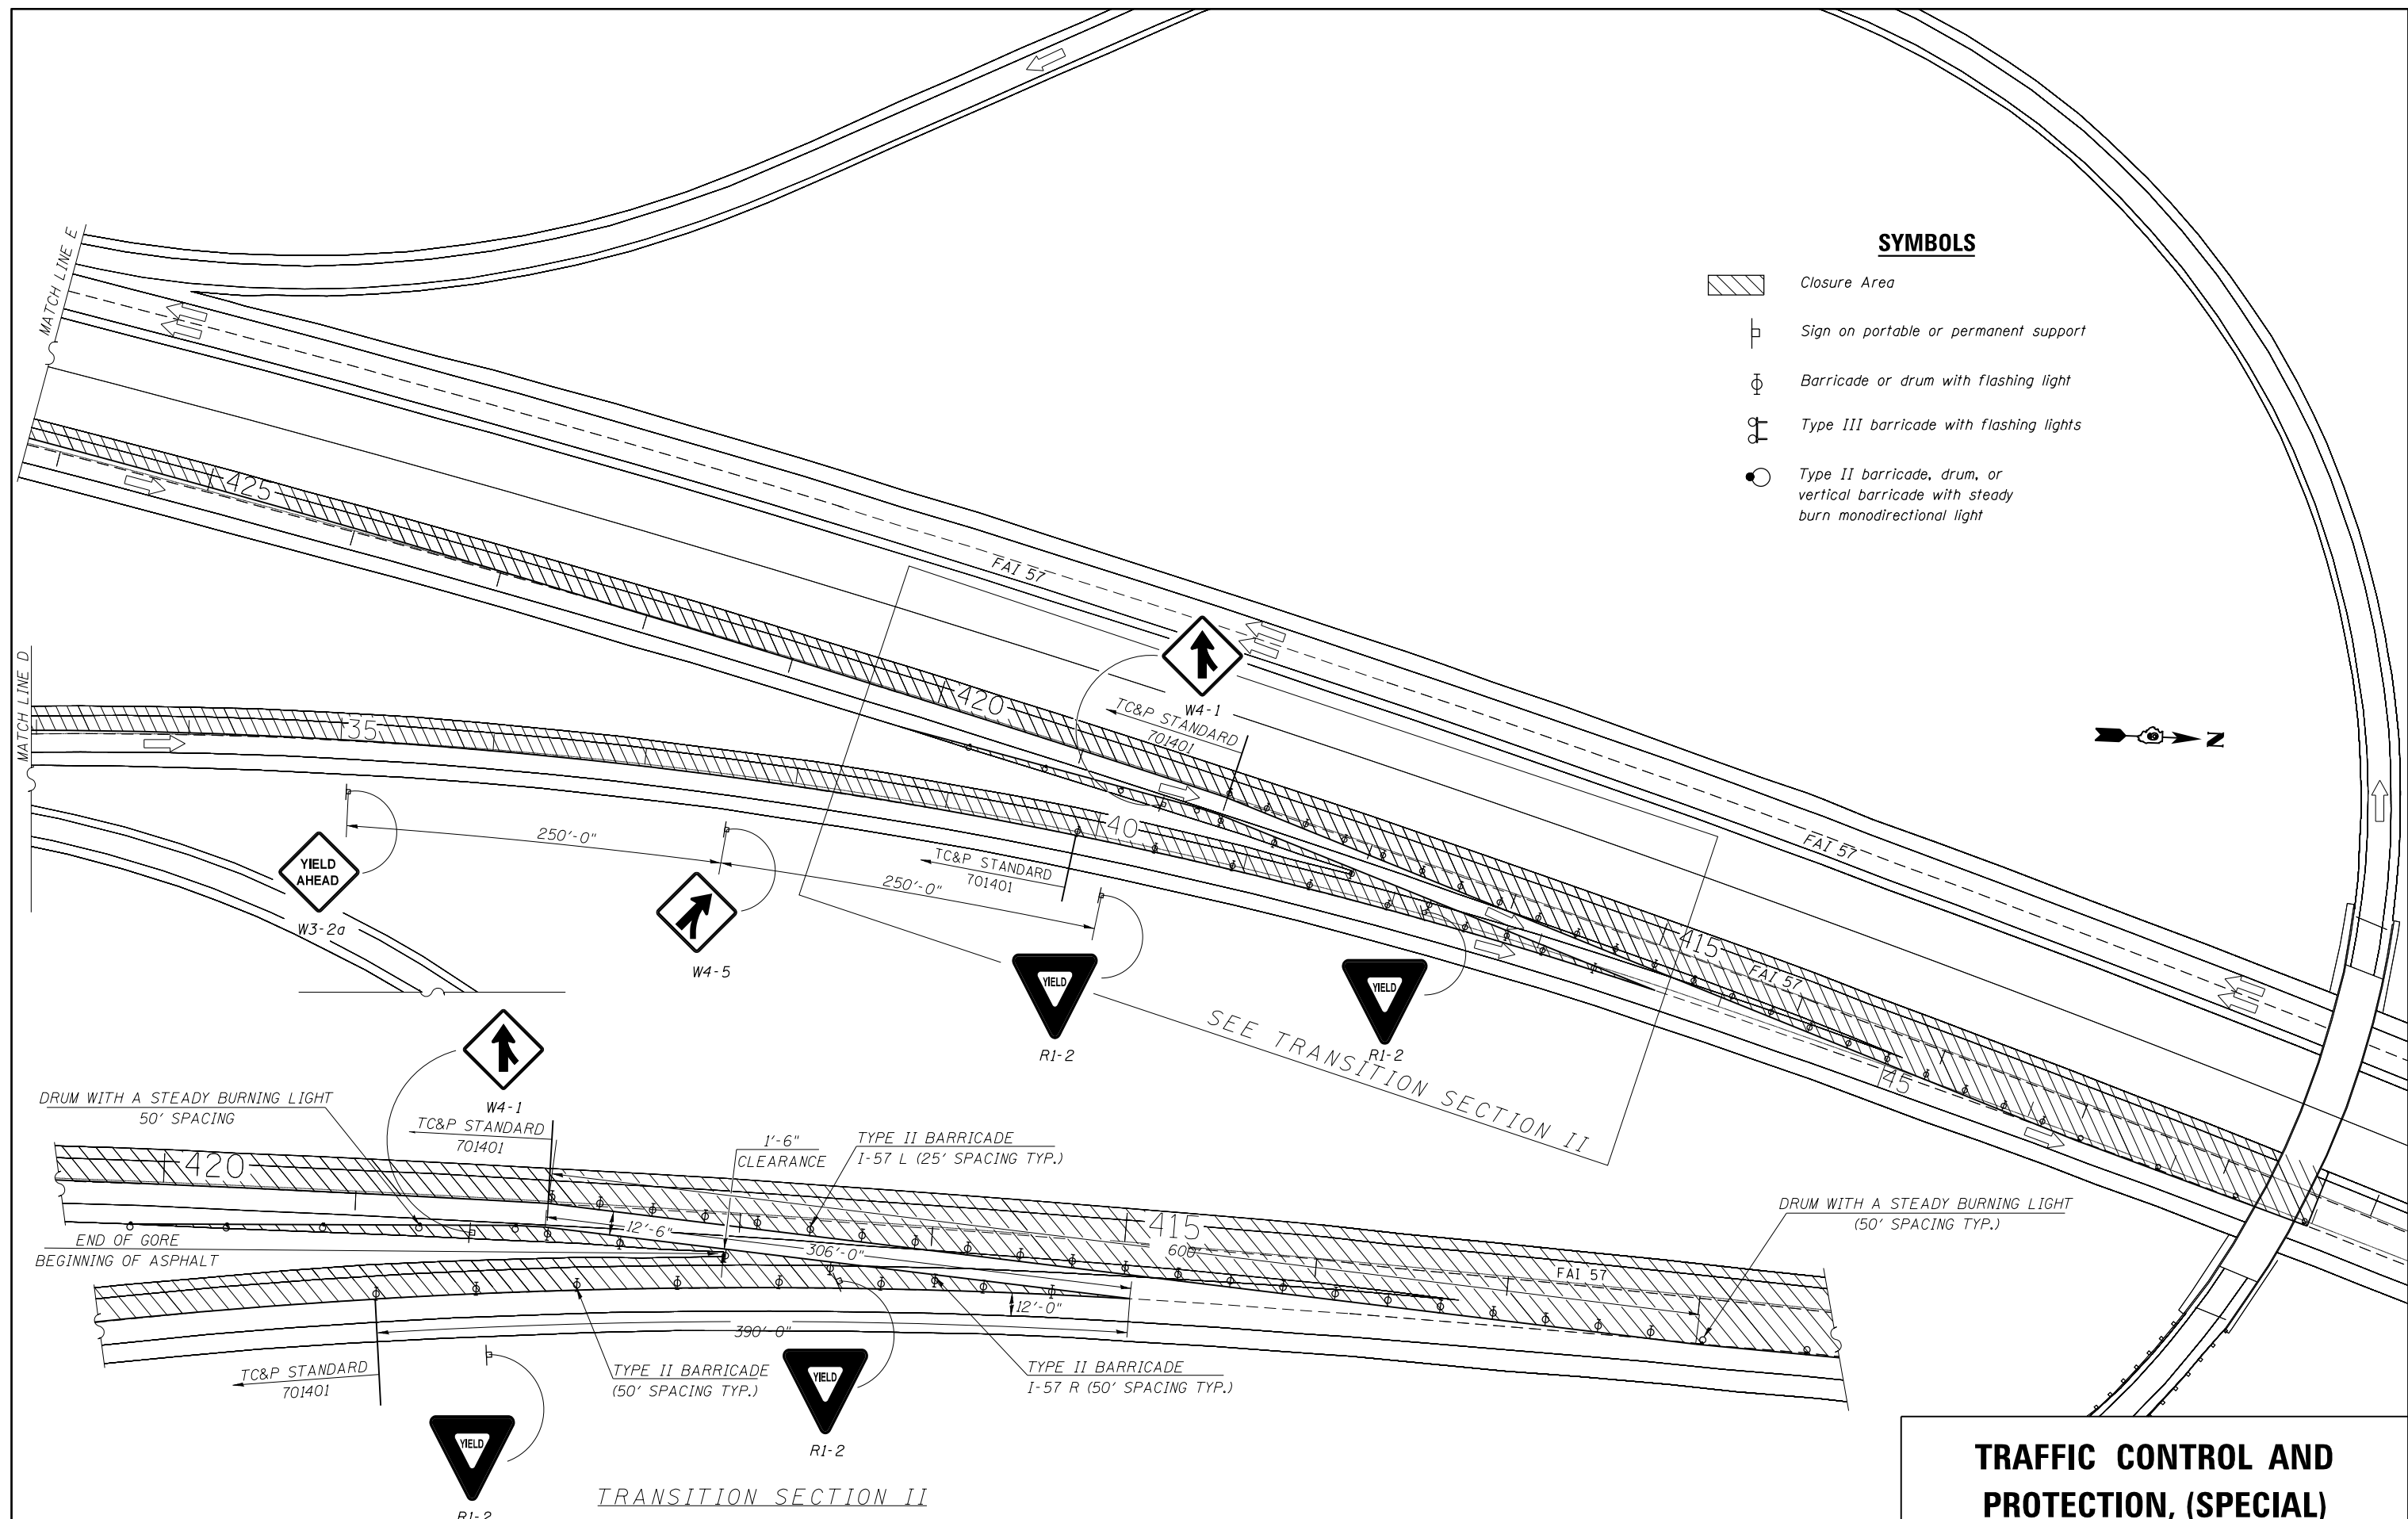 SYMBOLS
Closure Area
Sign on portable or permanent support
Barricade or drum with flashing light
Type III barricade with flashing lights
Type II barricade, drum, or
vertical barricade with steady
burn monodirectional light
MATCH LINE E
425
FAI 57
W4-1
TC&P STANDARD
701401
420
MATCH LINE D
35
N
40
FAI 57
250'-0"
TC&P STANDARD
701401
250'-0"
YIELD
AHEAD
W3-2a
W4-5
415
FAI 57
YIELD
R1-2
YIELD
R1-2
SEE TRANSITION SECTION II
45
DRUM WITH A STEADY BURNING LIGHT
50' SPACING
W4-1
TC&P STANDARD
701401
1'-6"
CLEARANCE
TYPE II BARRICADE
I-57 L (25' SPACING TYP.)
420
415
DRUM WITH A STEADY BURNING LIGHT
(50' SPACING TYP.)
12'-6"
END OF GORE
BEGINNING OF ASPHALT
306'-0"
600'
FAI 57
12'-0"
390'-0"
TC&P STANDARD
701401
TYPE II BARRICADE
(50' SPACING TYP.)
TYPE II BARRICADE
I-57 R (50' SPACING TYP.)
YIELD
R1-2
YIELD
R1-2
TRANSITION SECTION II
TRAFFIC CONTROL AND
PROTECTION, (SPECIAL)